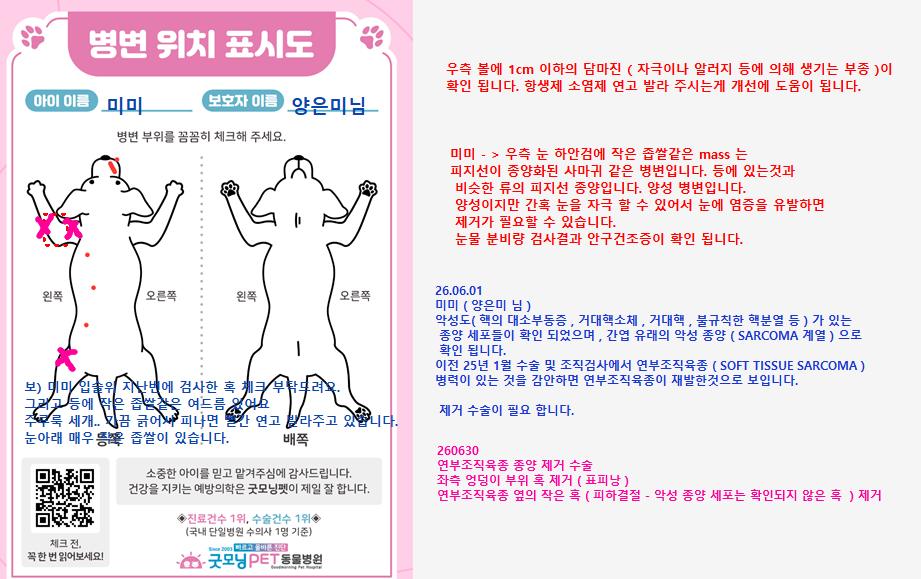 병변 위치 표시도
아이 이름 미미 보호자 이름 양은미님
병변 부위를 꼼꼼히 체크해 주세요.
왼쪽 오른쪽 왼쪽 오른쪽
보) 미미 입술위 지난번에 검사한 혹 체크 부탁드려요.
그리고 등에 작은 좁쌀같은 여드름 있어요
주루룩 세개.. 가끔 긁어서 피나면 빨간 연고 발라주고 있습니다.
눈아래 매우 작은 좁쌀이 있습니다.
등쪽 배쪽
체크 전,
꼭 한 번 읽어보세요!
소중한 아이를 믿고 맡겨주심에 감사드립니다.
건강을 지키는 예방의학은 굿모닝펫이 제일 잘 합니다.
◈진료건수 1위, 수술건수 1위◈
(국내 단일병원 수의사 1명 기준)
Since 2003 빠르고 올바른 진단
굿모닝PET동물병원
Goodmorning Pet Hospital
우측 볼에 1cm 이하의 담마진 ( 자극이나 알러지 등에 의해 생기는 부종 )이
확인 됩니다. 항생제 소염제 연고 발라 주시는게 개선에 도움이 됩니다.
미미 - > 우측 눈 하안검에 작은 좁쌀같은 mass 는
피지선이 종양화된 사마귀 같은 병변입니다. 등에 있는것과
비슷한 류의 피지선 종양입니다. 양성 병변입니다.
양성이지만 간혹 눈을 자극 할 수 있어서 눈에 염증을 유발하면
제거가 필요할 수 있습니다.
눈물 분비량 검사결과 안구건조증이 확인 됩니다.
26.06.01
미미 ( 양은미 님 )
악성도( 핵의 대소부동증 , 거대핵소체 , 거대핵 , 불규칙한 핵분열 등 ) 가 있는
종양 세포들이 확인 되었으며 , 간엽 유래의 악성 종양 ( SARCOMA 계열 ) 으로
확인 됩니다.
이전 25년 1월 수술 및 조직검사에서 연부조직육종 ( SOFT TISSUE SARCOMA )
병력이 있는 것을 감안하면 연부조직육종이 재발한것으로 보입니다.
제거 수술이 필요 합니다.
260630
연부조직육종 종양 제거 수술
좌측 엉덩이 부위 혹 제거 ( 표피낭 )
연부조직육종 옆의 작은 혹 ( 피하결절 - 악성 종양 세포는 확인되지 않은 혹 ) 제거